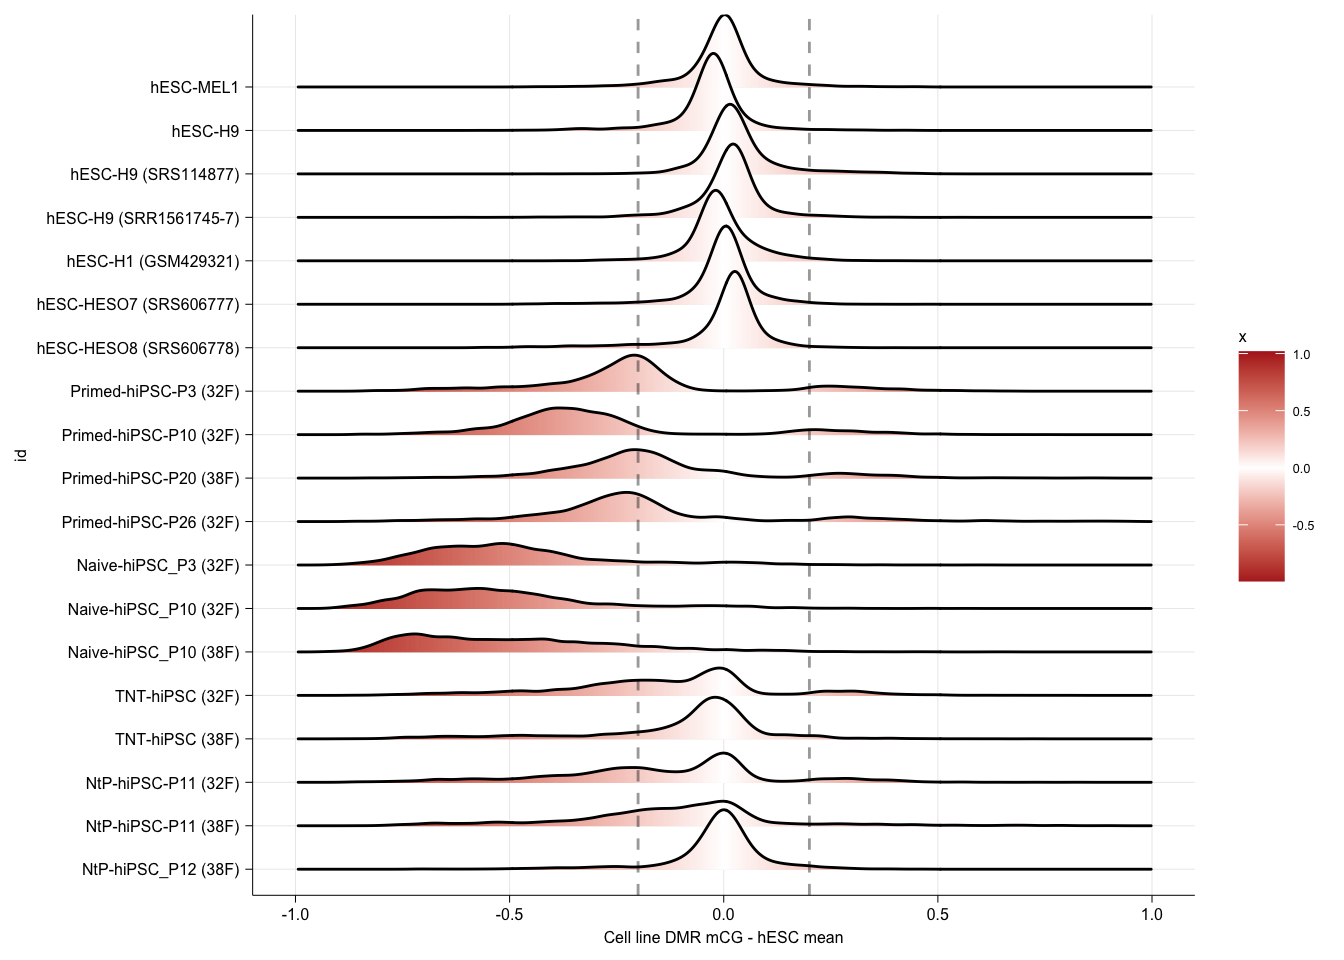 hESC-MEL1
hESC-H9
hESC-H9 (SRS114877)
hESC-H9 (SRR1561745-7)
hESC-H1 (GSM429321)
hESC-HESO7 (SRS606777)
hESC-HESO8 (SRS606778)
Primed-hiPSC-P3 (32F)
Primed-hiPSC-P10 (32F)
Primed-hiPSC-P20 (38F)
Primed-hiPSC-P26 (32F)
Naive-hiPSC_P3 (32F)
Naive-hiPSC_P10 (32F)
Naive-hiPSC_P10 (38F)
TNT-hiPSC (32F)
TNT-hiPSC (38F)
NtP-hiPSC-P11 (32F)
NtP-hiPSC-P11 (38F)
NtP-hiPSC_P12 (38F)
id
-1.0 -0.5 0.0 0.5 1.0
Cell line DMR mCG - hESC mean
x
1.0
0.5
0.0
-0.5